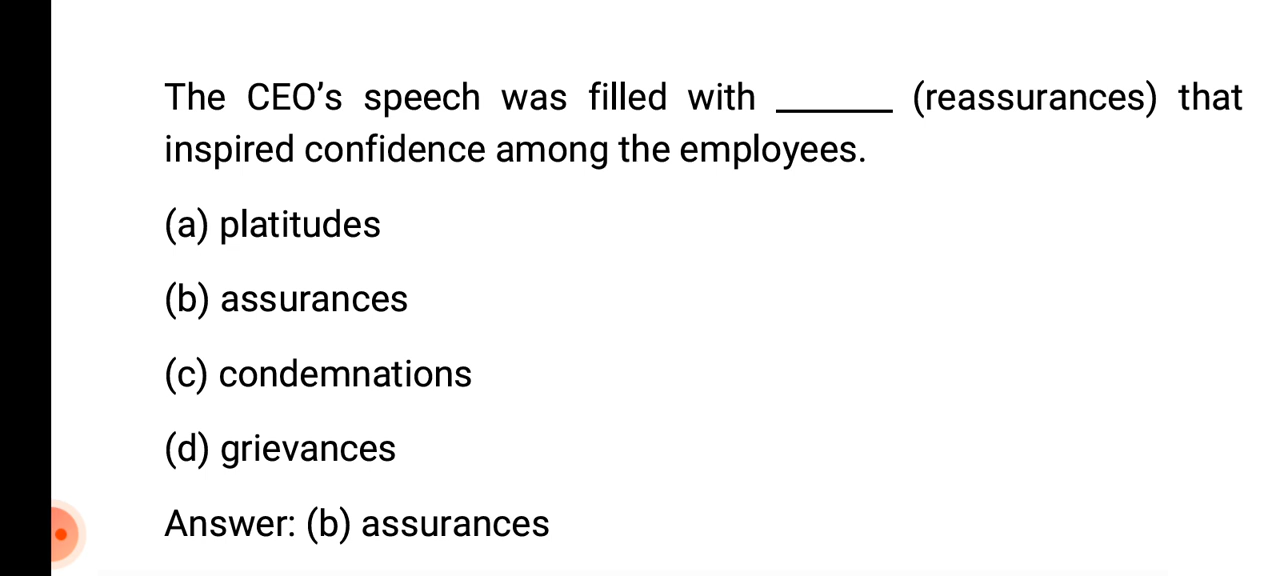 The CEO’s speech was filled with ______ (reassurances) that
inspired confidence among the employees.
(a) platitudes
(b) assurances
(c) condemnations
(d) grievances
Answer: (b) assurances